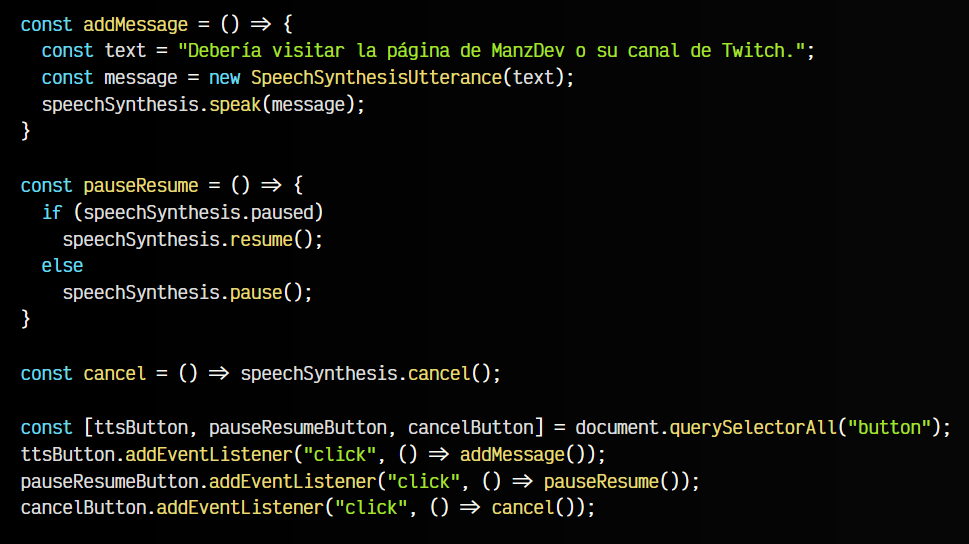 const addMessage = () => {
  const text = "Debería visitar la página de ManzDev o su canal de Twitch.";
  const message = new SpeechSynthesisUtterance(text);
  speechSynthesis.speak(message);
}

const pauseResume = () => {
  if (speechSynthesis.paused)
    speechSynthesis.resume();
  else
    speechSynthesis.pause();
}

const cancel = () => speechSynthesis.cancel();

const [ttsButton, pauseResumeButton, cancelButton] = document.querySelectorAll("button");
ttsButton.addEventListener("click", () => addMessage());
pauseResumeButton.addEventListener("click", () => pauseResume());
cancelButton.addEventListener("click", () => cancel());